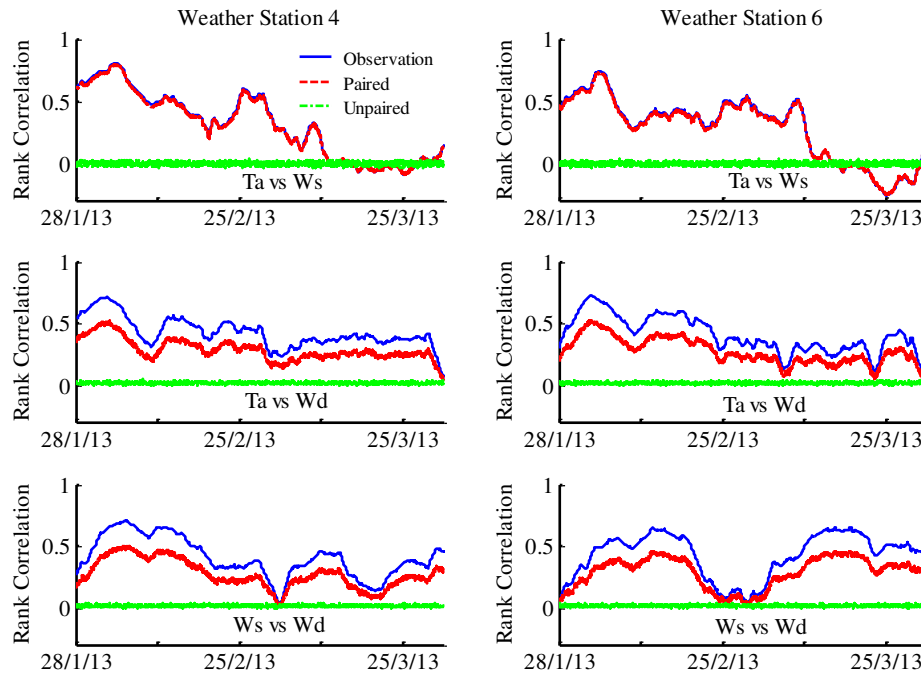 Weather Station 4
Weather Station 6
Rank Correlation
1
0.5
0
Observation
Paired
Unpaired
Ta vs Ws
28/1/13
25/2/13
25/3/13
Rank Correlation
1
0.5
0
Ta vs Ws
28/1/13
25/2/13
25/3/13
Rank Correlation
1
0.5
0
Ta vs Wd
28/1/13
25/2/13
25/3/13
Rank Correlation
1
0.5
0
Ta vs Wd
28/1/13
25/2/13
25/3/13
Rank Correlation
1
0.5
0
Ws vs Wd
28/1/13
25/2/13
25/3/13
Rank Correlation
1
0.5
0
Ws vs Wd
28/1/13
25/2/13
25/3/13